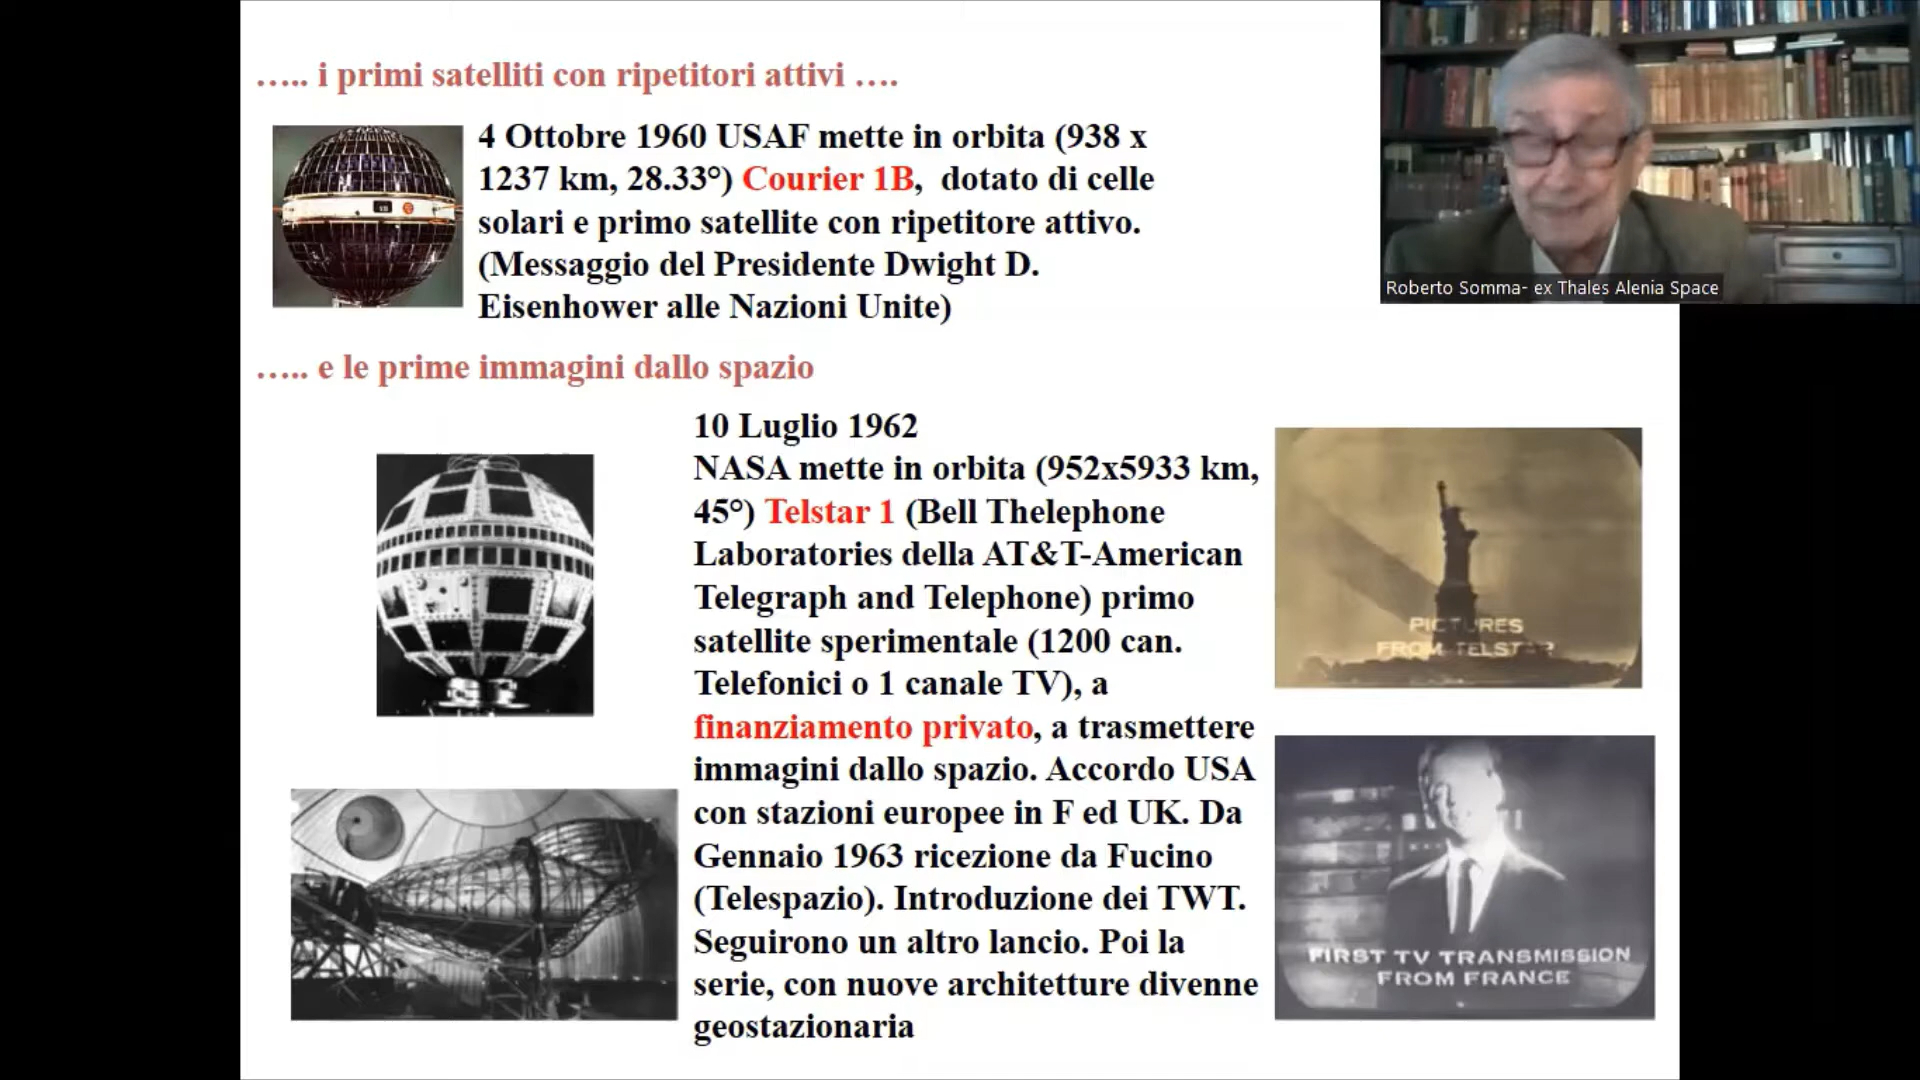 ….. i primi satelliti con ripetitori attivi ….
4 Ottobre 1960 USAF mette in orbita (938 x
1237 km, 28.33°) Courier 1B, dotato di celle
solari e primo satellite con ripetitore attivo.
(Messaggio del Presidente Dwight D.
Eisenhower alle Nazioni Unite)
Roberto Somma- ex Thales Alenia Space
….. e le prime immagini dallo spazio
10 Luglio 1962
NASA mette in orbita (952x5933 km,
45°) Telstar 1 (Bell Thelephone
Laboratories della AT&T-American
Telegraph and Telephone) primo
satellite sperimentale (1200 can.
Telefonici o 1 canale TV), a
finanziamento privato, a trasmettere
immagini dallo spazio. Accordo USA
con stazioni europee in F ed UK. Da
Gennaio 1963 ricezione da Fucino
(Telespazio). Introduzione dei TWT.
Seguirono un altro lancio. Poi la
serie, con nuove architetture divenne
geostazionaria
PICTURES
FROM TELSTAR
FIRST TV TRANSMISSION
FROM FRANCE